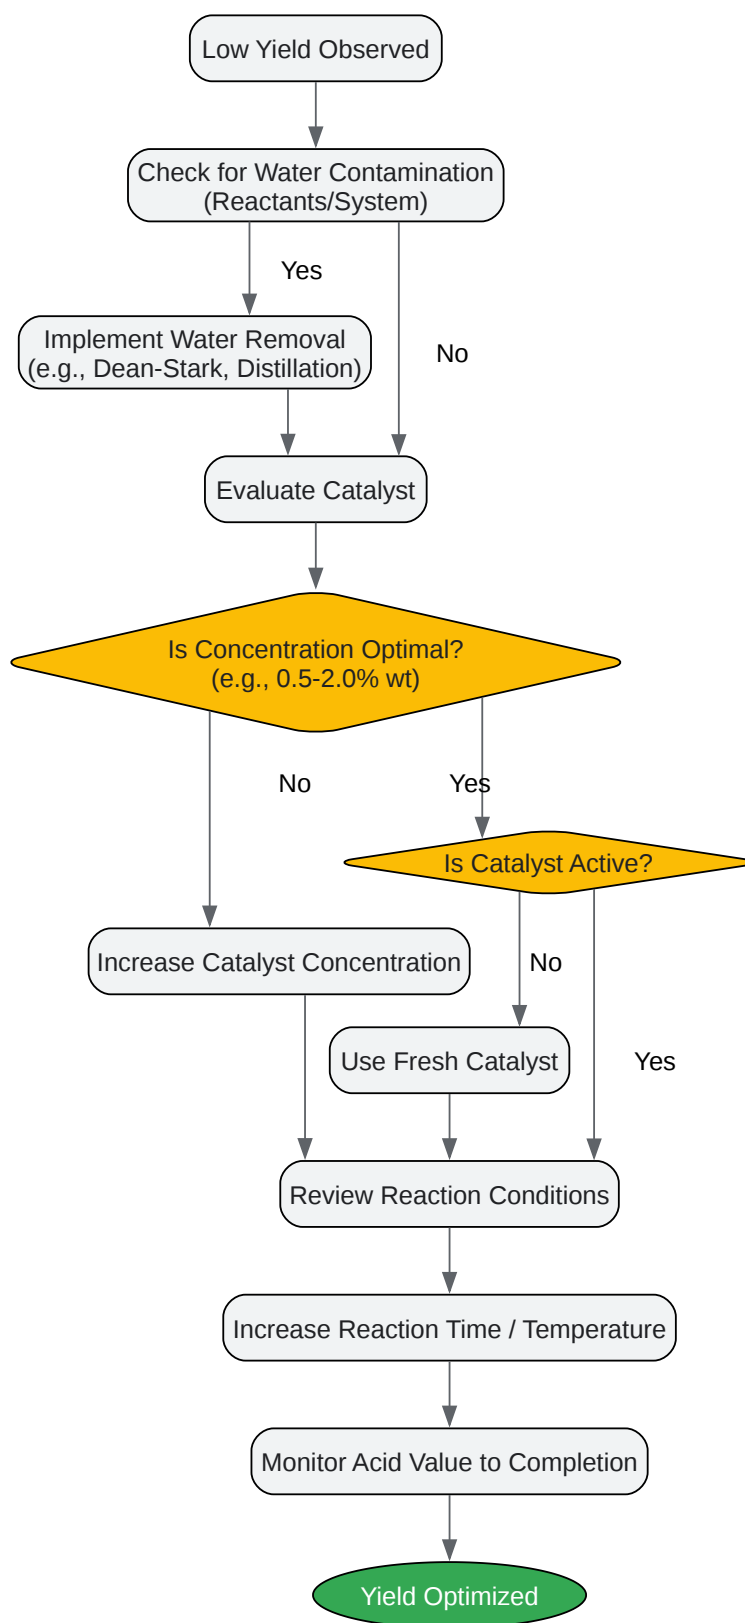 Low Yield Observed
Check for Water Contamination
(Reactants/System)
Yes
Implement Water Removal
(e.g., Dean-Stark, Distillation)
No
Evaluate Catalyst
Is Concentration Optimal?
(e.g., 0.5-2.0% wt)
No
Yes
Is Catalyst Active?
Increase Catalyst Concentration
No
Use Fresh Catalyst
Yes
Review Reaction Conditions
Increase Reaction Time / Temperature
Monitor Acid Value to Completion
Yield Optimized